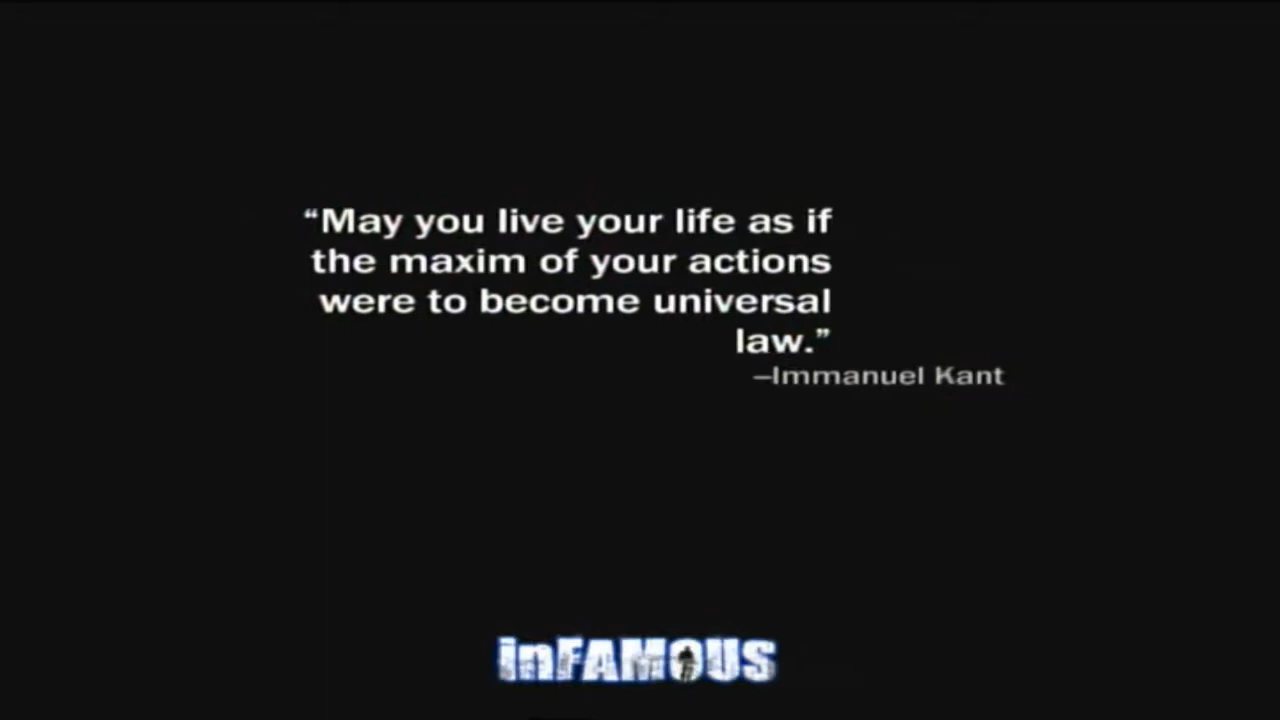 “May you live your life as if
the maxim of your actions
were to become universal
law.”
–Immanuel Kant
inFAMOUS